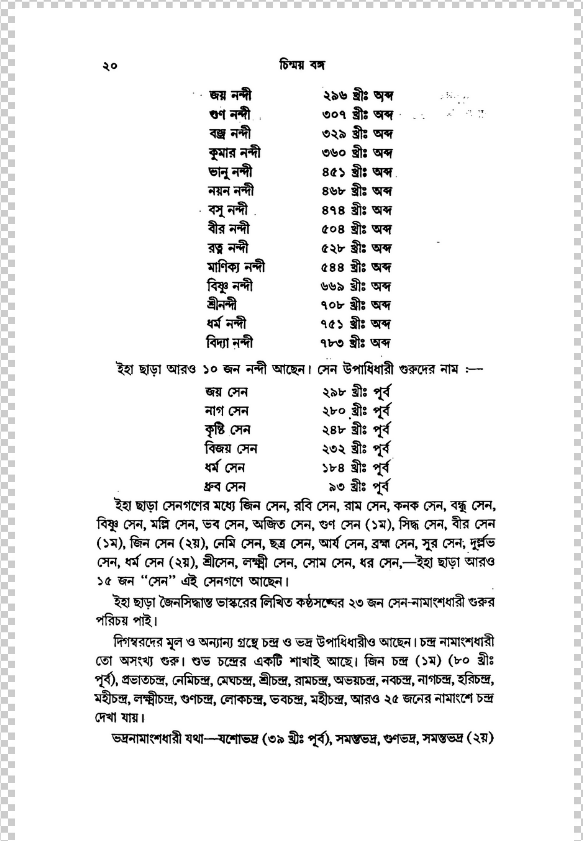 ২০
চিন্ময় বঙ্গ
জয় নন্দী ২৯৬ খ্রীঃ অব্দ
গুণ নন্দী ৩০৭ খ্রীঃ অব্দ
বজ্র নন্দী ৩২৯ খ্রীঃ অব্দ
কুমার নন্দী ৩৬০ খ্রীঃ অব্দ
ভানু নন্দী ৪৫১ খ্রীঃ অব্দ
নয়ন নন্দী ৪৬৮ খ্রীঃ অব্দ
বসু নন্দী ৪৭৪ খ্রীঃ অব্দ
বীর নন্দী ৫০৪ খ্রীঃ অব্দ
রত্ন নন্দী ৫২৮ খ্রীঃ অব্দ
মাণিক্য নন্দী ৫৪৪ খ্রীঃ অব্দ
বিষ্ণু নন্দী ৬৬৯ খ্রীঃ অব্দ
শ্রীনন্দী ৭০৮ খ্রীঃ অব্দ
ধর্ম নন্দী ৭৫১ খ্রীঃ অব্দ
বিদ্যা নন্দী ৭৮৩ খ্রীঃ অব্দ
ইহা ছাড়া আরও ১০ জন নন্দী আছেন। সেন উপাধিধারী গুরুদের নাম :—
জয় সেন ২৯৮ খ্রীঃ পূর্ব
নাগ সেন ২৮০ খ্রীঃ পূর্ব
কৃষ্টি সেন ২৪৮ খ্রীঃ পূর্ব
বিজয় সেন ২৩২ খ্রীঃ পূর্ব
ধর্ম সেন ১৮৪ খ্রীঃ পূর্ব
ধ্রুব সেন ৯৩ খ্রীঃ পূর্ব
ইহা ছাড়া সেনগণের মধ্যে জিন সেন, রবি সেন, রাম সেন, কনক সেন, বন্ধু সেন,
বিষ্ণু সেন, মল্লি সেন, ভব সেন, অজিত সেন, গুণ সেন (১ম), সিদ্ধ সেন, বীর সেন
(১ম), জিন সেন (২য়), নেমি সেন, ছত্র সেন, আর্য সেন, ব্রহ্ম সেন, সুর সেন, দুর্ল্লভ
সেন, ধর্ম সেন (২য়), শ্রীসেন, লক্ষ্মী সেন, সোম সেন, ধর সেন,—ইহা ছাড়া আরও
১৫ জন “সেন” এই সেনগণে আছেন।
ইহা ছাড়া জৈনসিদ্ধান্ত ভাস্করের লিখিত কণ্ঠসঙ্ঘের ২৩ জন সেন-নামাংশধারী গুরুর
পরিচয় পাই।
দিগম্বরদের মূল ও অন্যান্য গ্রন্থে চন্দ্র ও ভদ্র উপাধিধারীও আছেন। চন্দ্র নামাংশধারী
তো অসংখ্য গুরু। শুভ চন্দ্রের একটি শাখাই আছে। জিন চন্দ্র (১ম) (৮০ খ্রীঃ
পূর্ব), প্রভাতচন্দ্র, নেমিচন্দ্র, মেঘচন্দ্র, শ্রীচন্দ্র, রামচন্দ্র, অভয়চন্দ্র, নবচন্দ্র, নাগচন্দ্র, হরিচন্দ্র,
মহীচন্দ্র, লক্ষ্মীচন্দ্র, গুণচন্দ্র, লোকচন্দ্র, ভবচন্দ্র, মহীচন্দ্র, আরও ২৫ জনের নামাংশে চন্দ্র
দেখা যায়।
ভদ্রনামাংশধারী যথা—যশোভদ্র (৩৯ খ্রীঃ পূর্ব), সমস্তভদ্র, গুণভদ্র, সমস্তভদ্র (২য়)